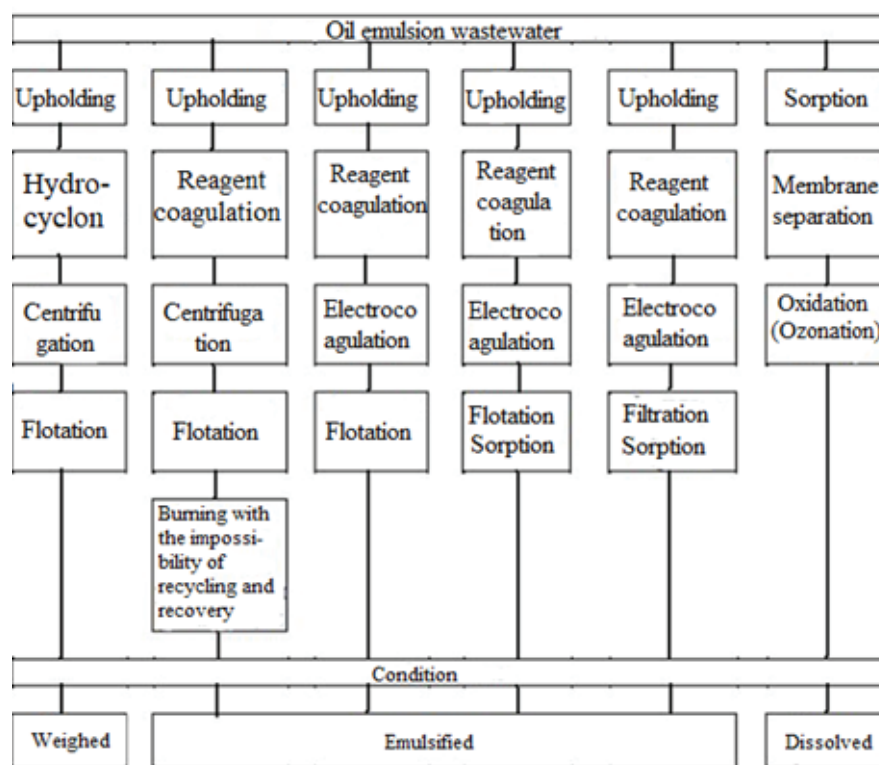 Oil emulsion wastewater
Upholding
Upholding
Upholding
Upholding
Upholding
Sorption
Hydro-
cyclon
Reagent
coagulation
Reagent
coagulation
Reagent
coagula
tion
Reagent
coagulation
Membrane
separation
Centrifu
gation
Centrifuga
tion
Electroco
agulation
Electroco
agulation
Electroco
agulation
Oxidation
(Ozonation)
Flotation
Flotation
Flotation
Flotation
Sorption
Filtration
Sorption
Burning with
the impossi-
bility of
recycling and
recovery
Condition
Weighed
Emulsified
Dissolved